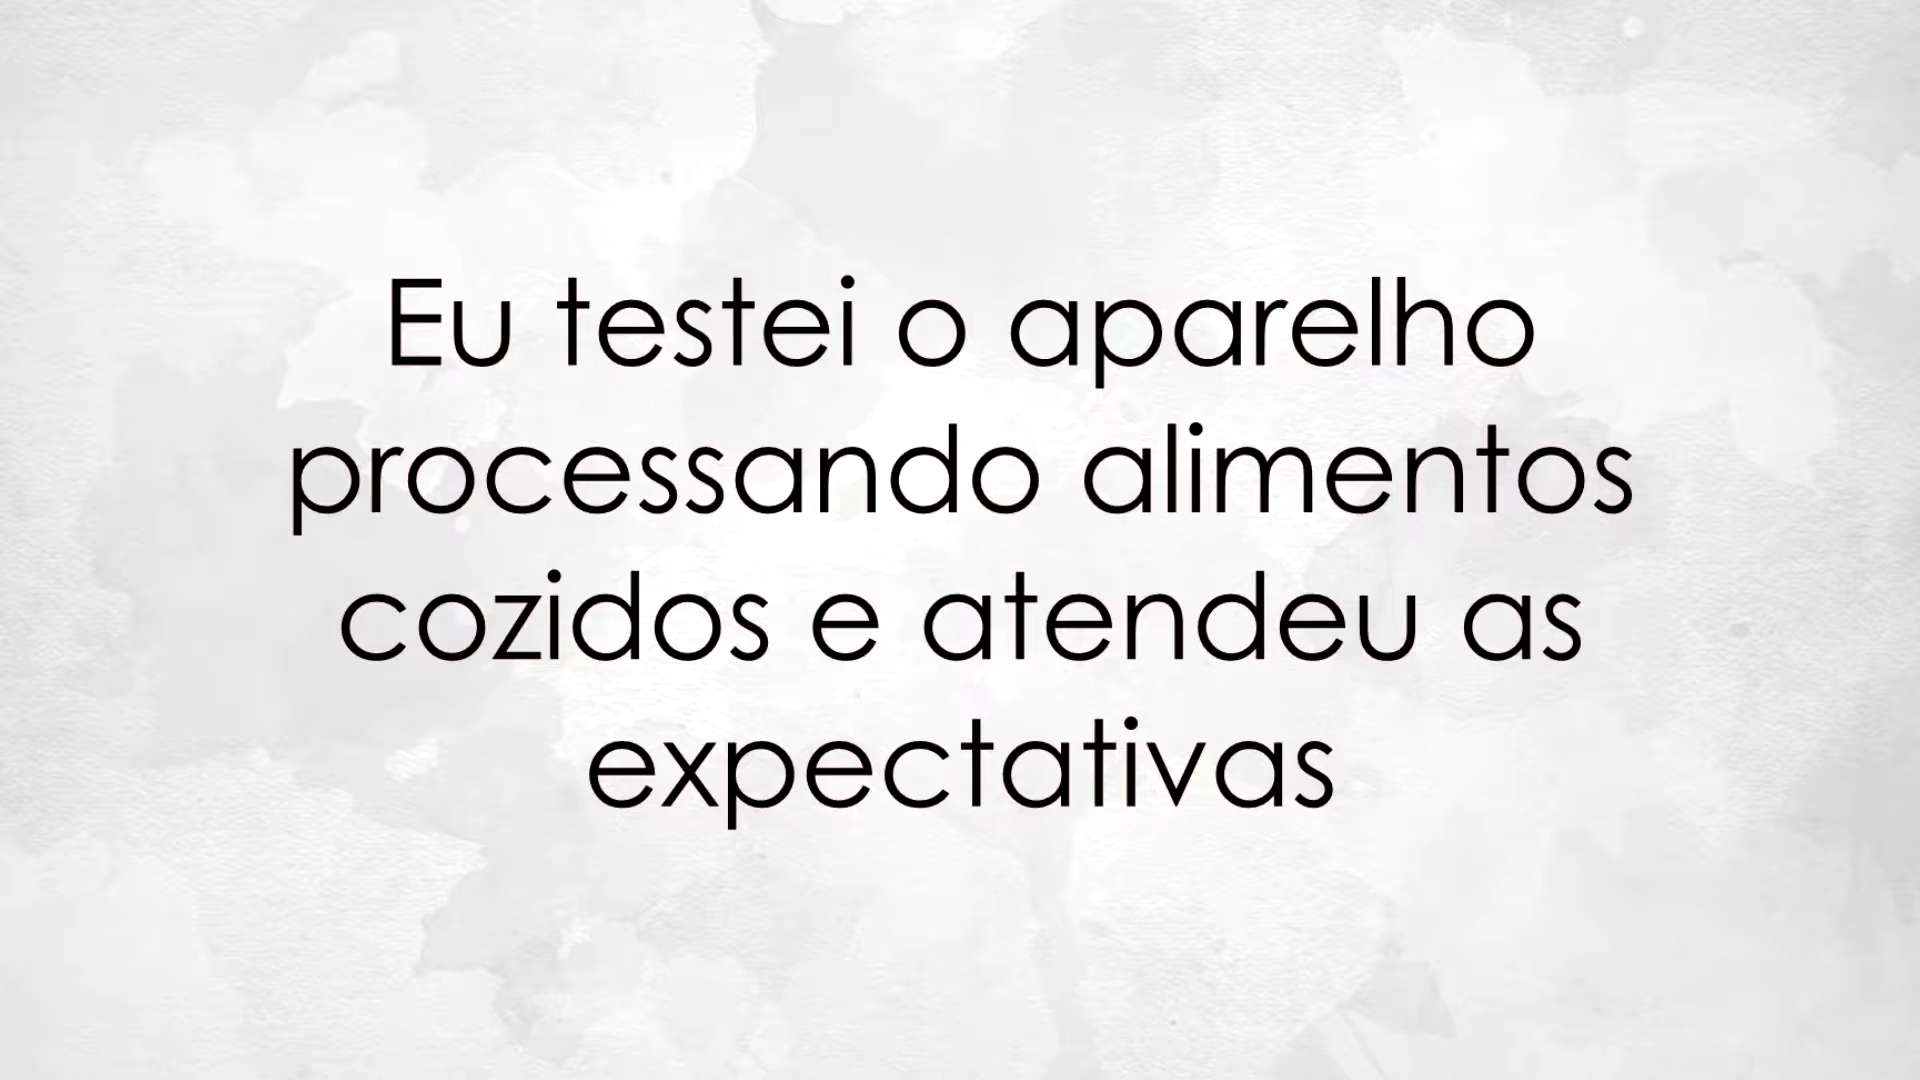 Eu testei o aparelho
processando alimentos
cozidos e atendeu as
expectativas